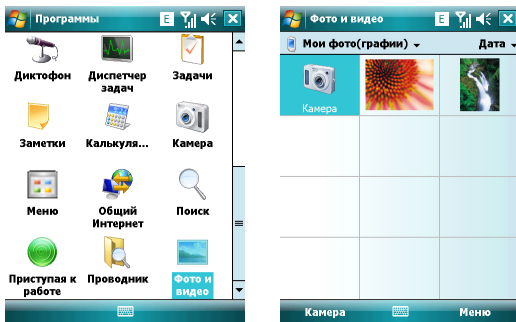 Программы
E
Диктофон
Диспетчер задач
Задачи
Заметки
Калькуля...
Камера
Меню
Общий Интернет
Поиск
Приступая к работе
Проводник
Фото и видео
Фото и видео
E
Мои фото(графии)
Дата
Камера
Камера
Меню